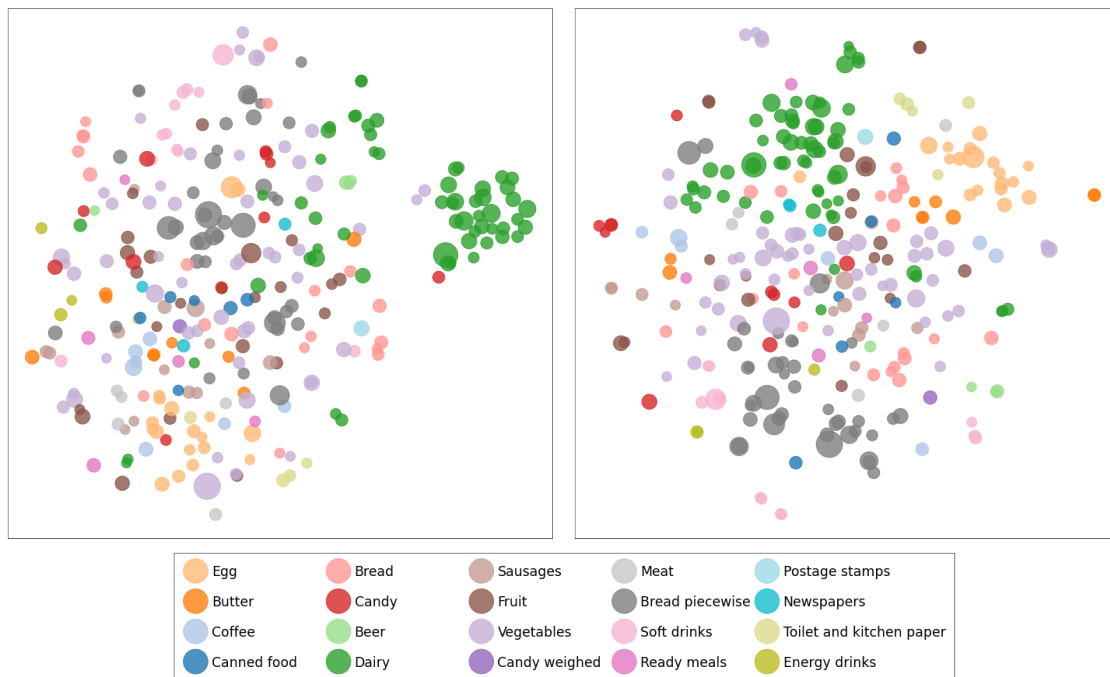 Egg Bread Sausages Meat Postage stamps
Butter Candy Fruit Bread piecewise Newspapers
Coffee Beer Vegetables Soft drinks Toilet and kitchen paper
Canned food Dairy Candy weighed Ready meals Energy drinks